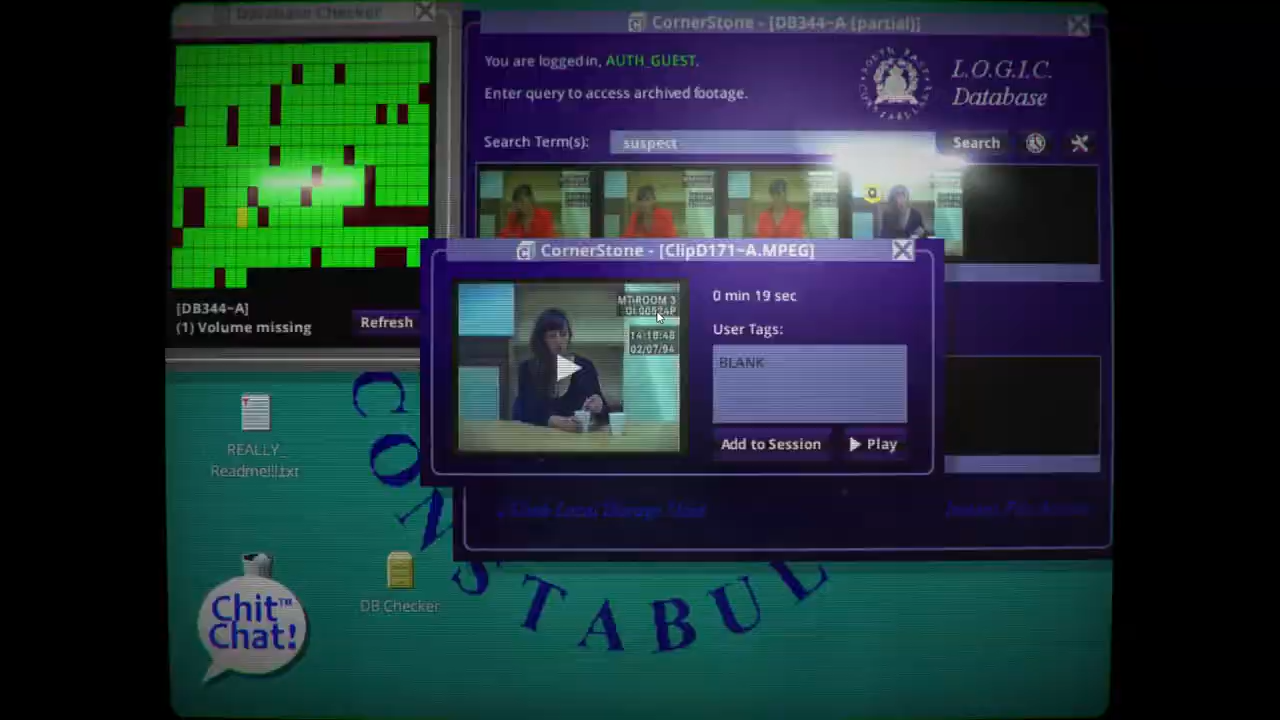 Database Checker
CornerStone - [DB344~A (partial)]
You are logged in, AUTH_GUEST.
Enter query to access archived footage.
L.O.G.I.C.
Database
Search Term(s):
suspect
Search
CornerStone - [ClipD171~A.MPEG]
MT-ROOM 3
14:18:48
02/07/94
0 min 19 sec
User Tags:
BLANK
Add to Session
Play
[DB344~A]
(1) Volume missing
Refresh
REALLY_
Readme!!!.txt
DB Checker
Chit™
Chat!
CONSTABUL